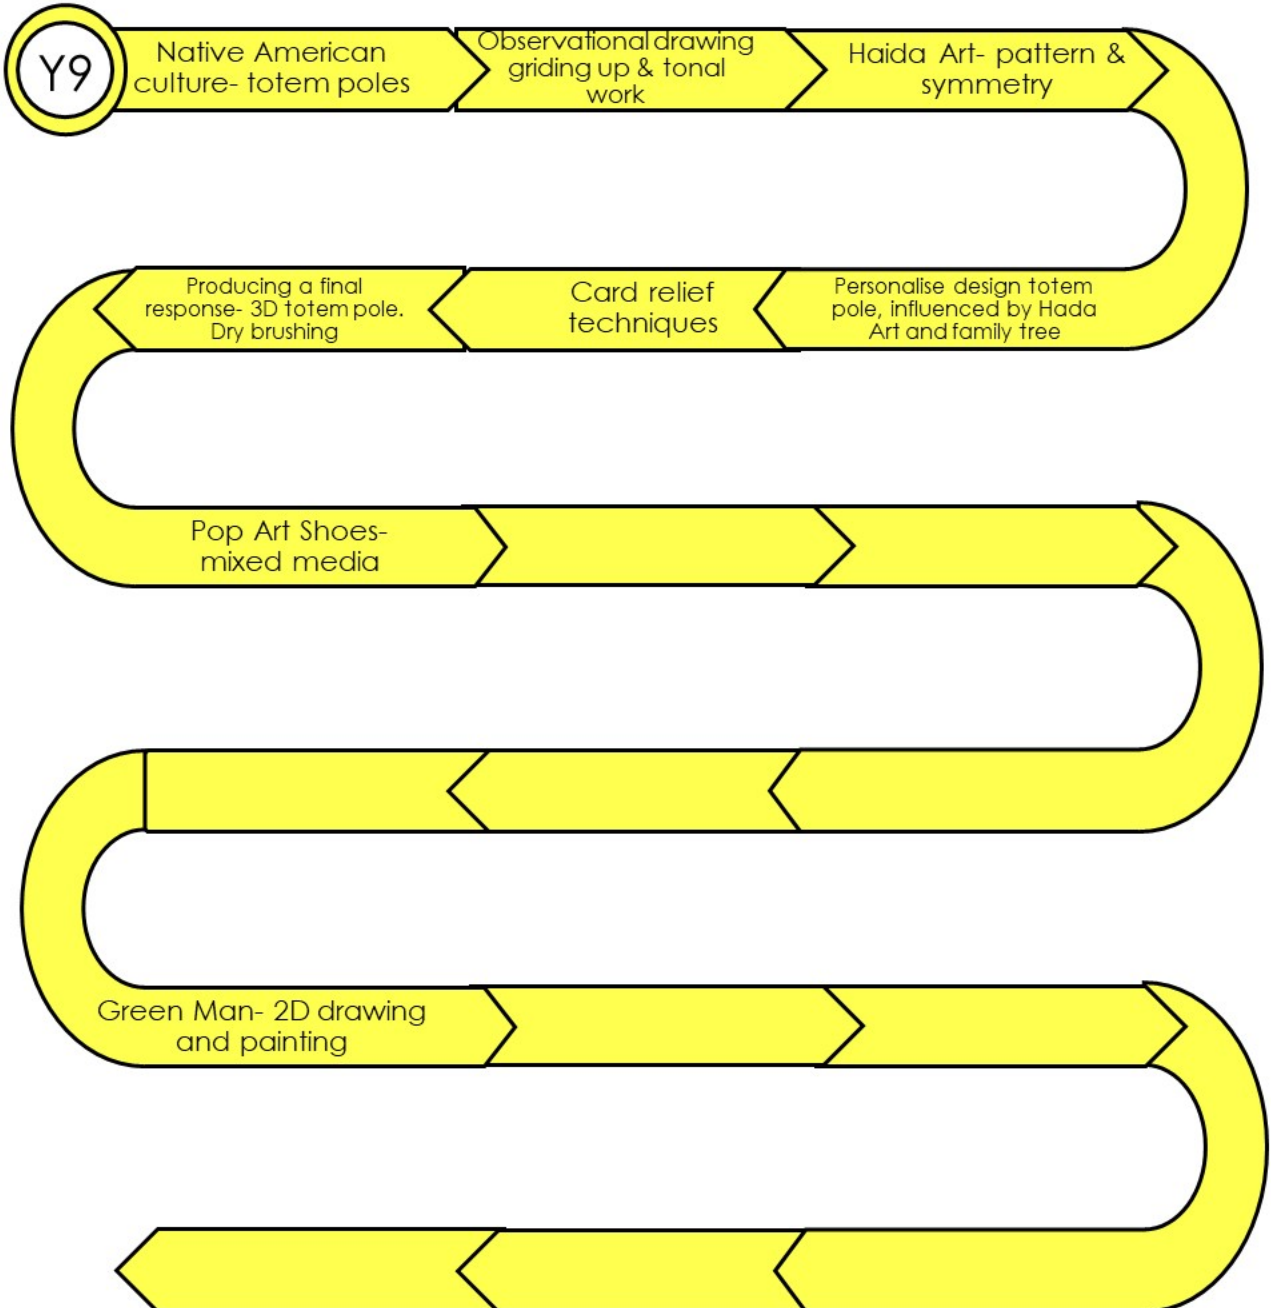 Y9
Native American
culture- totem poles
Observational drawing
griding up & tonal
work
Haida Art- pattern &
symmetry
Personalise design totem
pole, influenced by Hada
Art and family tree
Card relief
techniques
Producing a final
response- 3D totem pole.
Dry brushing
Pop Art Shoes-
mixed media
Green Man- 2D drawing
and painting